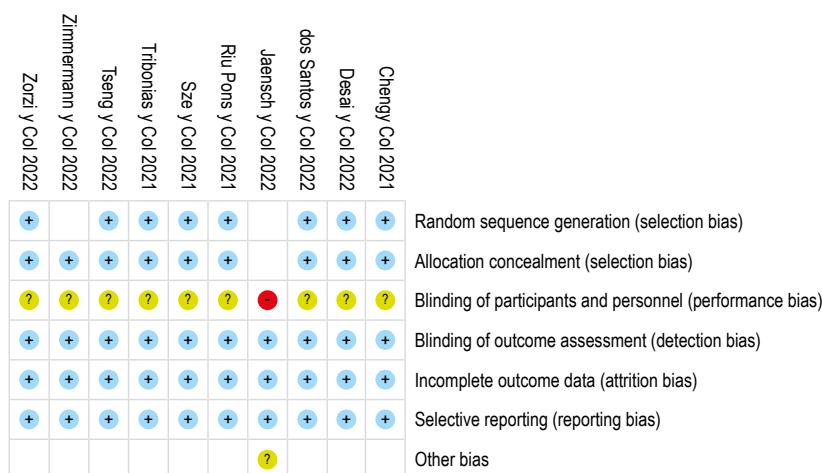 Zorzi y Col 2022
Zimmermann y Col 2022
Tseng y Col 2022
Tribonias y Col 2021
Sze y Col 2021
Riu Pons y Col 2021
Jaensch y Col 2022
dos Santos y Col 2022
Desai y Col 2022
Chengy Col 2021
+ + + + + + + + Random sequence generation (selection bias)
+ + + + + + + + + Allocation concealment (selection bias)
? ? ? ? ? ? - ? ? ? Blinding of participants and personnel (performance bias)
+ + + + + + + + + + Blinding of outcome assessment (detection bias)
+ + + + + + + + + + Incomplete outcome data (attrition bias)
+ + + + + + + + + + Selective reporting (reporting bias)
? Other bias